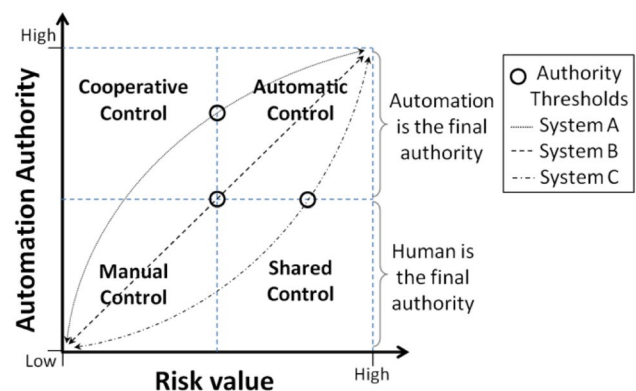 High
Automation Authority
Low
Cooperative
Control
Automatic
Control
Manual
Control
Shared
Control
Automation
is the final
authority
Human is
the final
authority
Risk value
High
Authority
Thresholds
System A
System B
System C